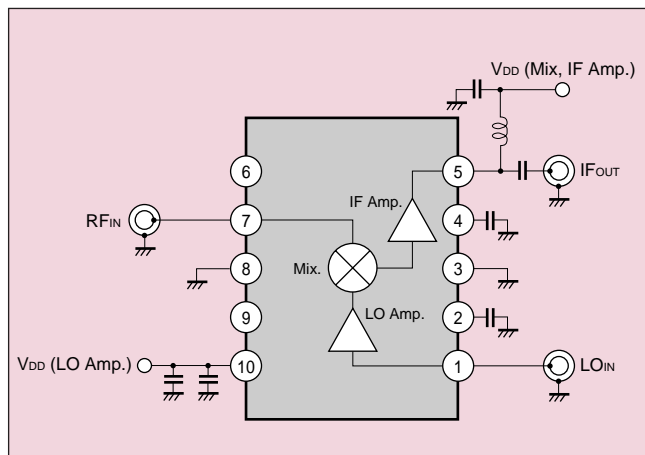 VDD (Mix, IF Amp.)
6
5
IFOUT
IF Amp.
RFIN
7
4
8
Mix.
3
9
LO Amp.
2
VDD (LO Amp.)
10
1
LOIN